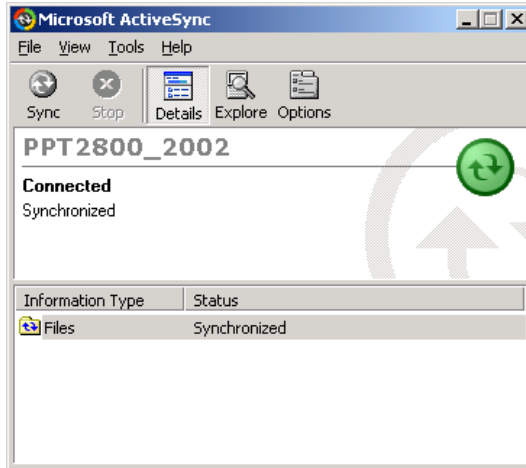 Microsoft ActiveSync
File View Tools Help
Sync Stop Details Explore Options
PPT2800_2002
Connected
Synchronized
Information Type Status
Files Synchronized